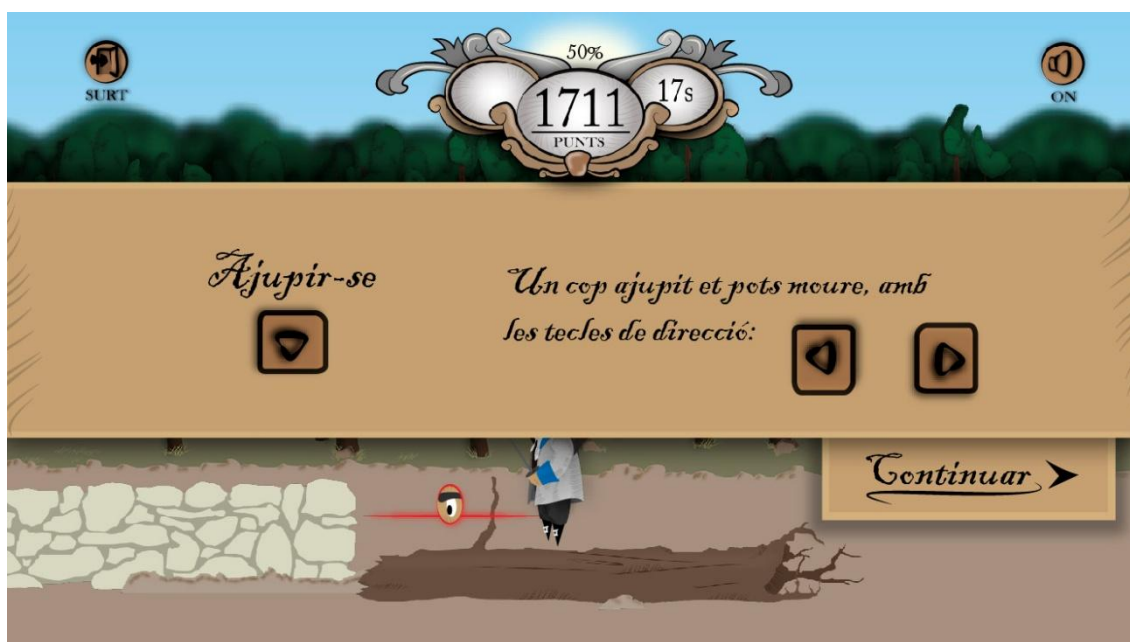 50%
1711
PUNTS
17s
SURT
ON
Ajupir-se
Un cop ajupit et pots moure, amb
les tecles de direcció:
Continuar